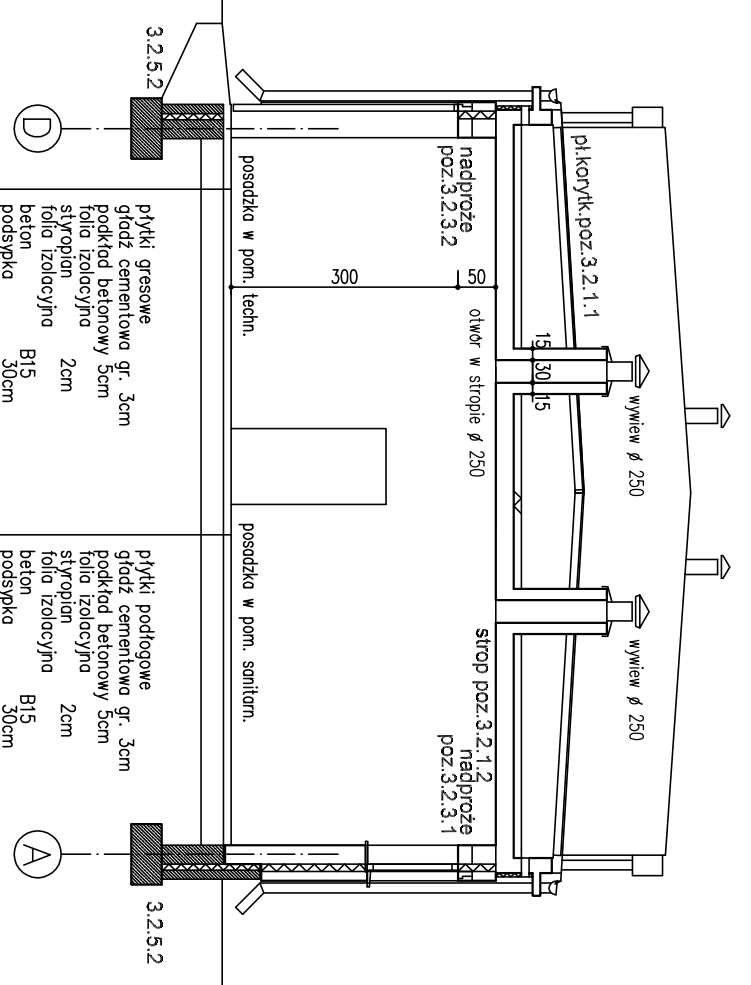 3.2.5.2
D
pł.korytk.poz.3.2.1.1
nadproże
poz.3.2.3.2
300
50
15
30
15
wywiew ø 250
wywiew ø 250
otwór w stropie ø 250
strop poz.3.2.1.2
nadproże
poz.3.2.3.1
posadzka w pom. techn.
płytki gresowe
gładź cementowa gr. 3cm
podkład betonowy 5cm
folia izolacyjna
styropian 2cm
folia izolacyjna
beton B15
podsypka 30cm
posadzka w pom. sanitarn.
płytki podłogowe
gładź cementowa gr. 3cm
podkład betonowy 5cm
folia izolacyjna
styropian 2cm
folia izolacyjna
beton B15
podsypka 30cm
A
3.2.5.2